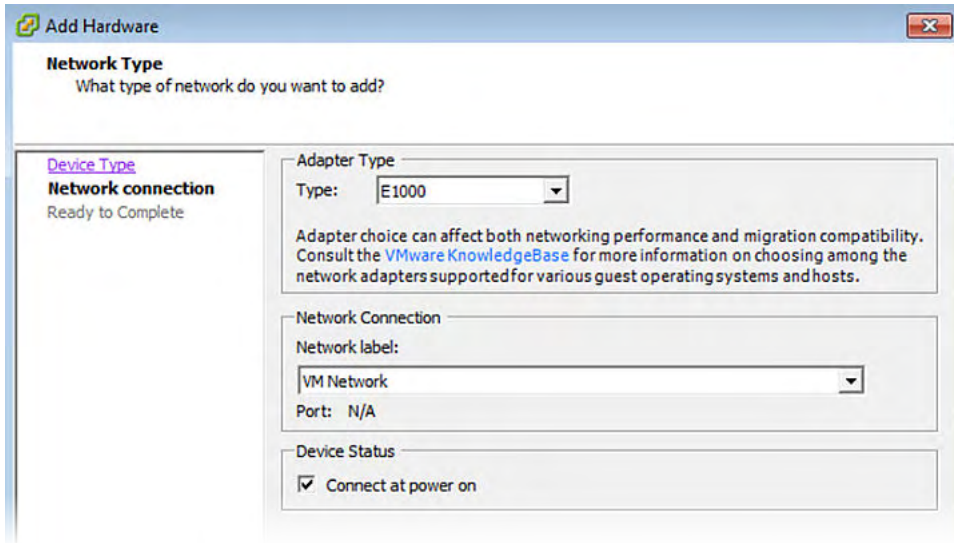 Add Hardware
Network Type
What type of network do you want to add?
Device Type
Network connection
Ready to Complete
Adapter Type
Type: E1000
Adapter choice can affect both networking performance and migration compatibility.
Consult the VMware KnowledgeBase for more information on choosing among the
network adapters supported for various guest operating systems and hosts.
Network Connection
Network label:
VM Network
Port: N/A
Device Status
Connect at power on